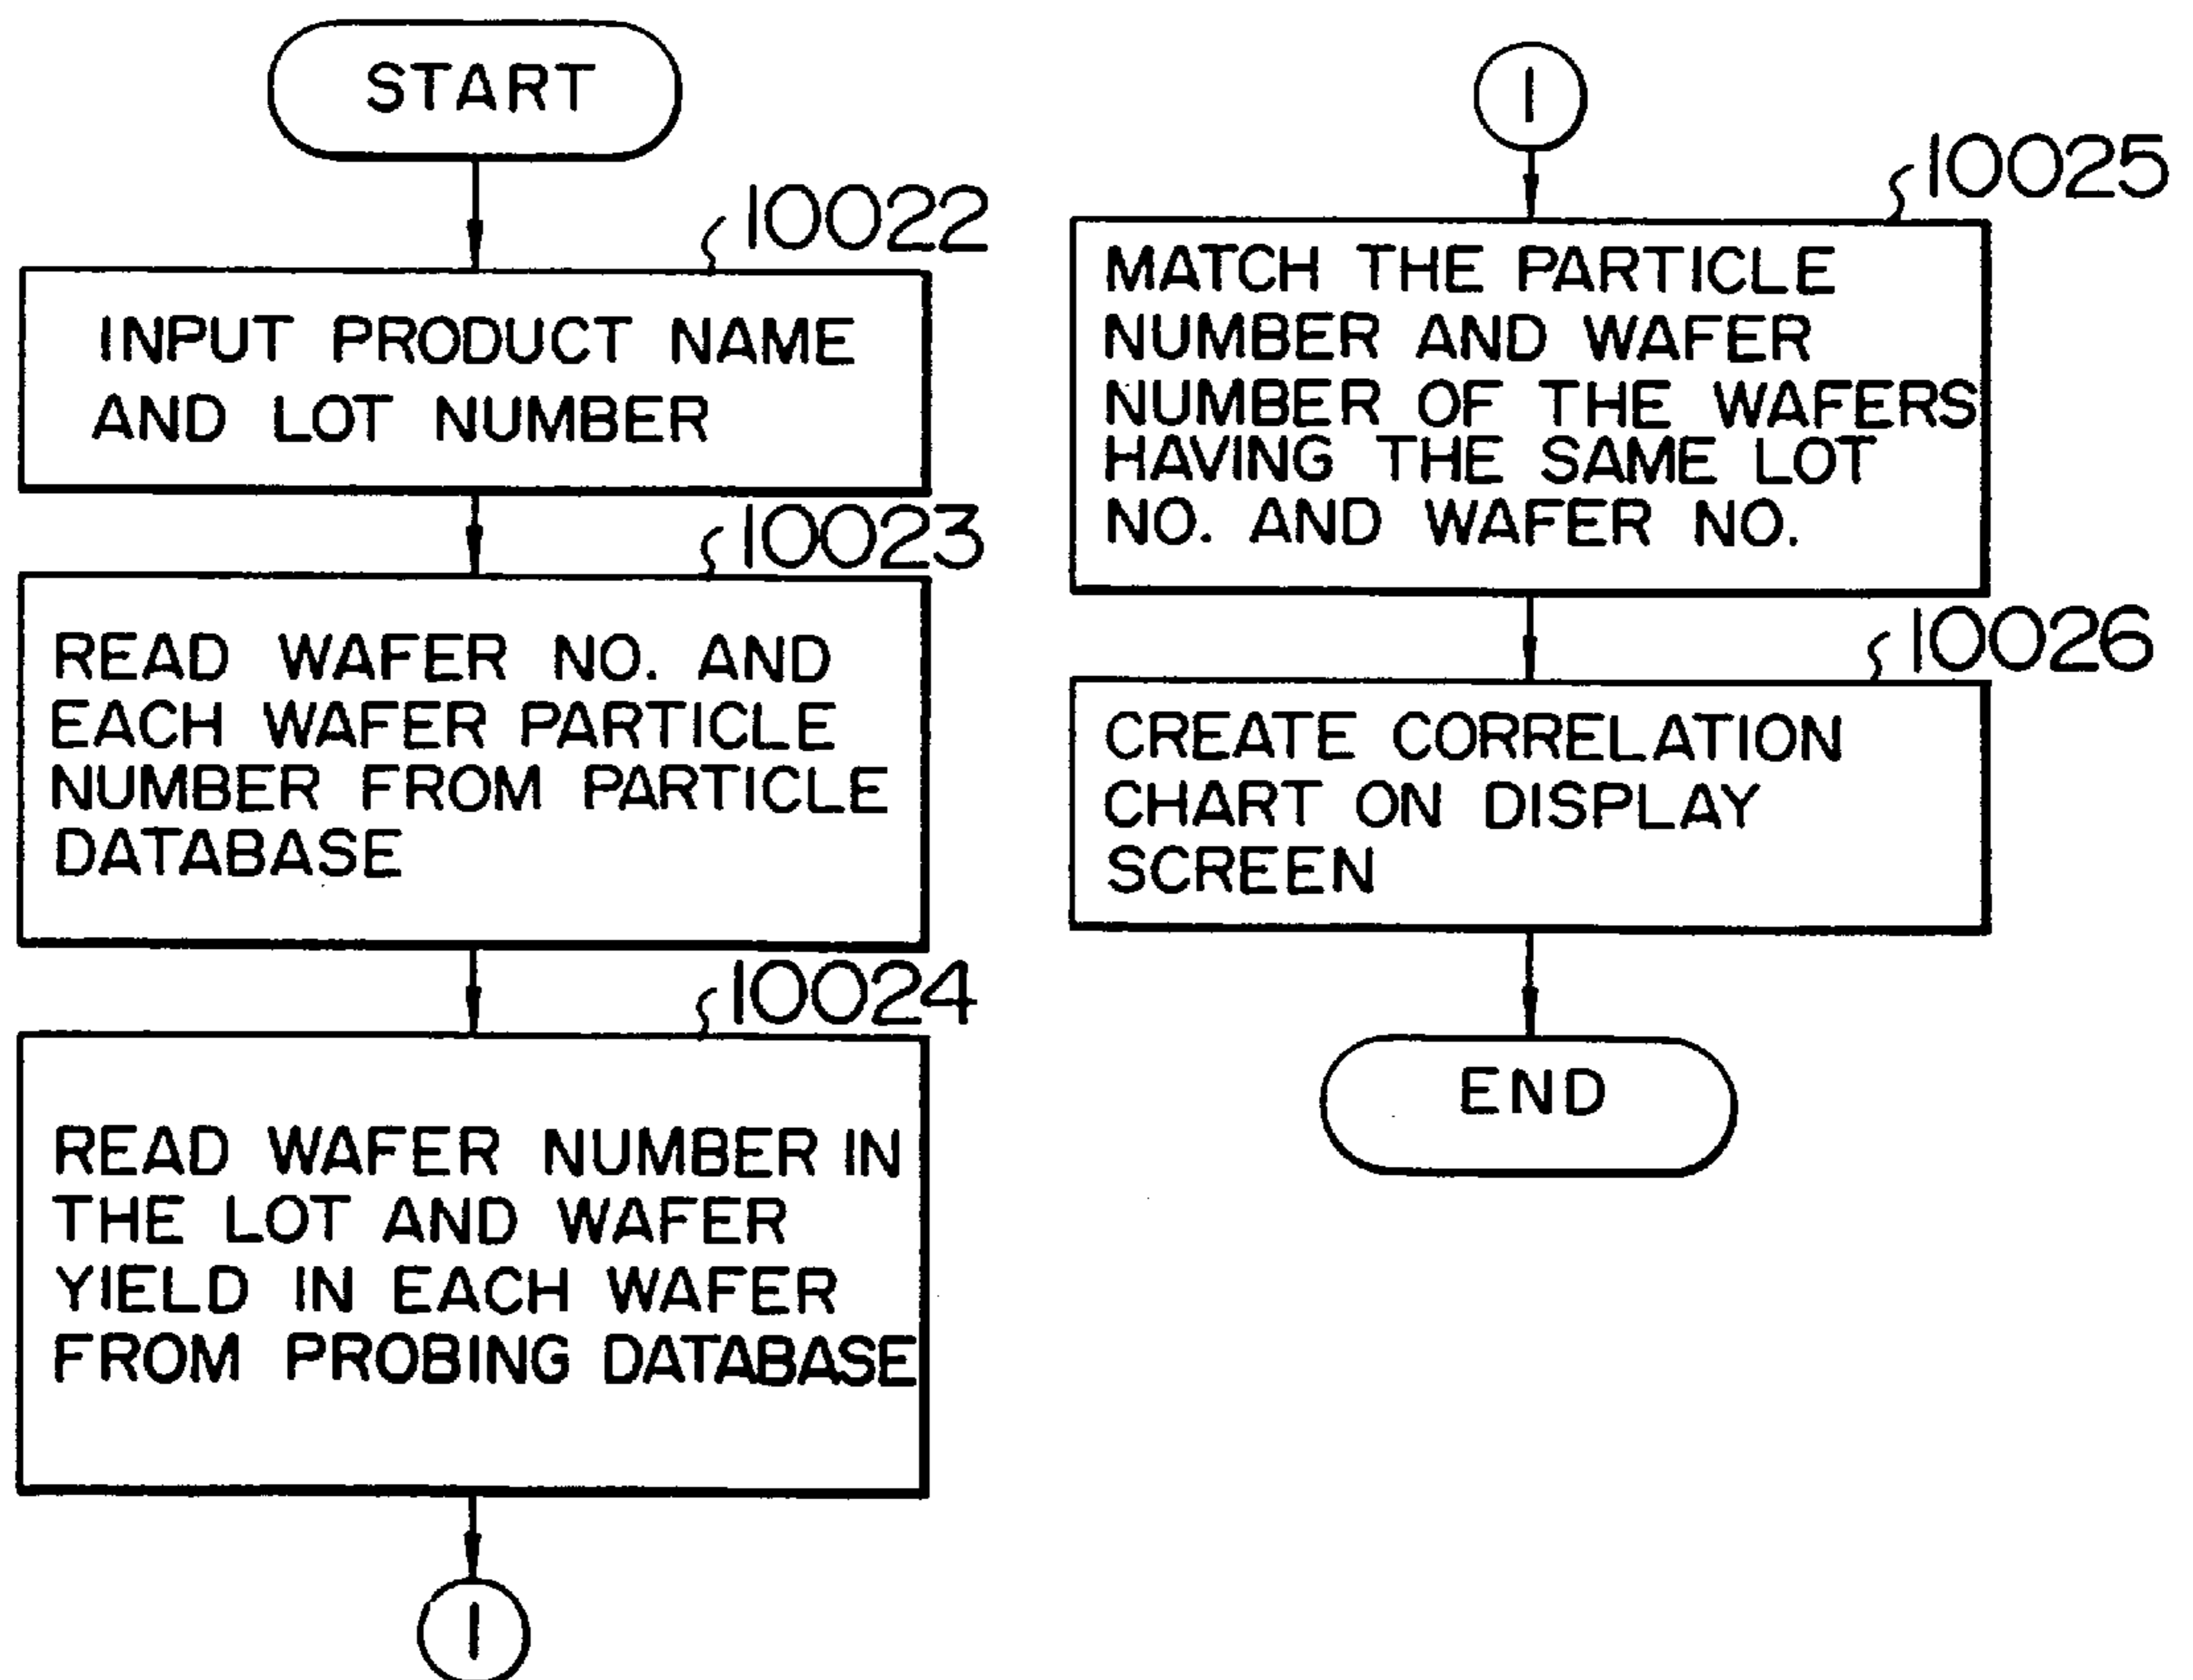 START
10022
INPUT PRODUCT NAME
AND LOT NUMBER
10023
READ WAFER NO. AND
EACH WAFER PARTICLE
NUMBER FROM PARTICLE
DATABASE
10024
READ WAFER NUMBER IN
THE LOT AND WAFER
YIELD IN EACH WAFER
FROM PROBING DATABASE
1
1
10025
MATCH THE PARTICLE
NUMBER AND WAFER
NUMBER OF THE WAFERS
HAVING THE SAME LOT
NO. AND WAFER NO.
10026
CREATE CORRELATION
CHART ON DISPLAY
SCREEN
END